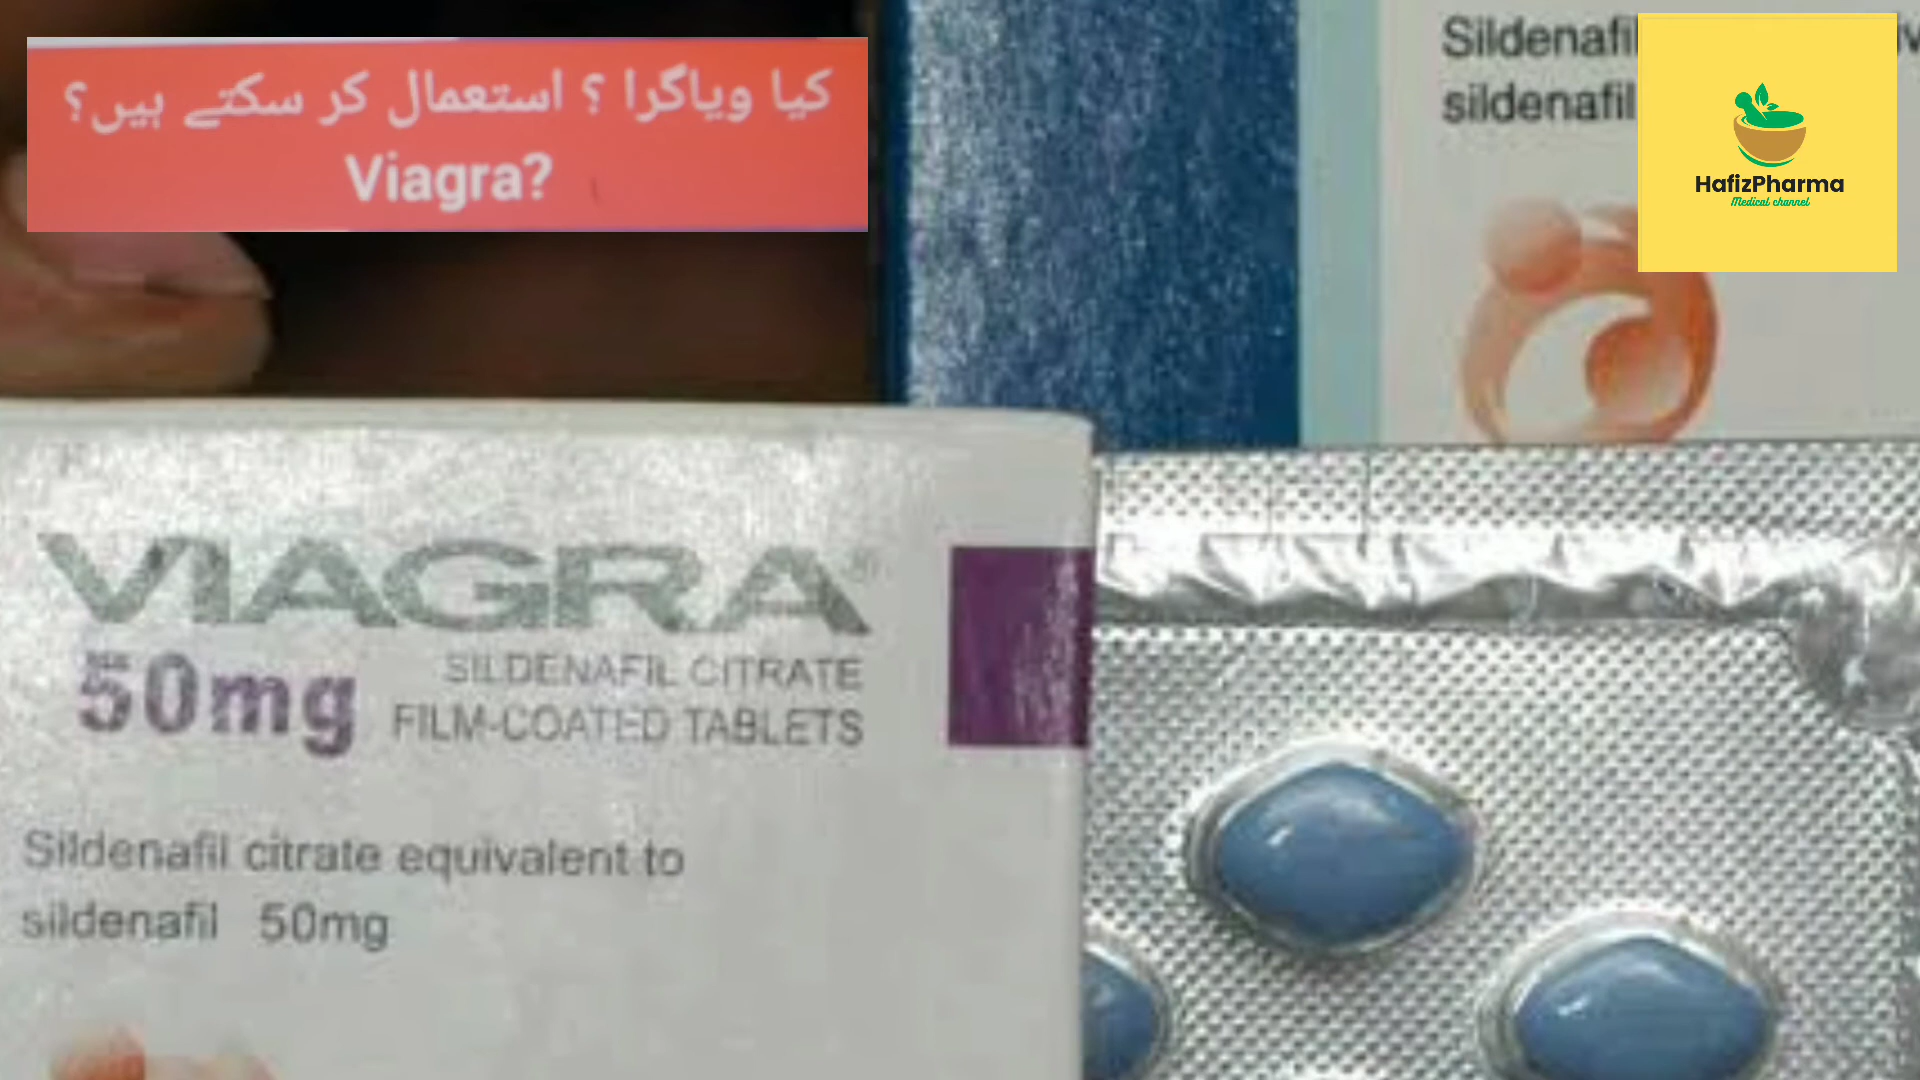 کیا ویاگرا ؟ استعمال کر سکتے ہیں؟
Viagra?
Sildenafil
sildenafil
HafizPharma
Medical channel
VIAGRA
50mg
SILDENAFIL CITRATE
FILM-COATED TABLETS
Sildenafil citrate equivalent to
sildenafil 50mg